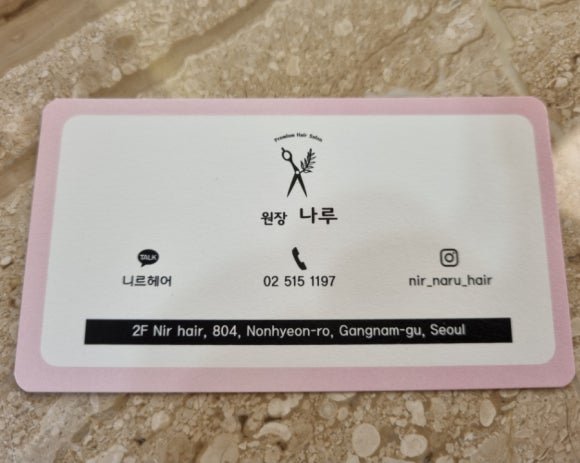 Premium Hair Salon
원장 나루
TALK
니르헤어
02 515 1197
nir_naru_hair
2F Nir hair, 804, Nonhyeon-ro, Gangnam-gu, Seoul